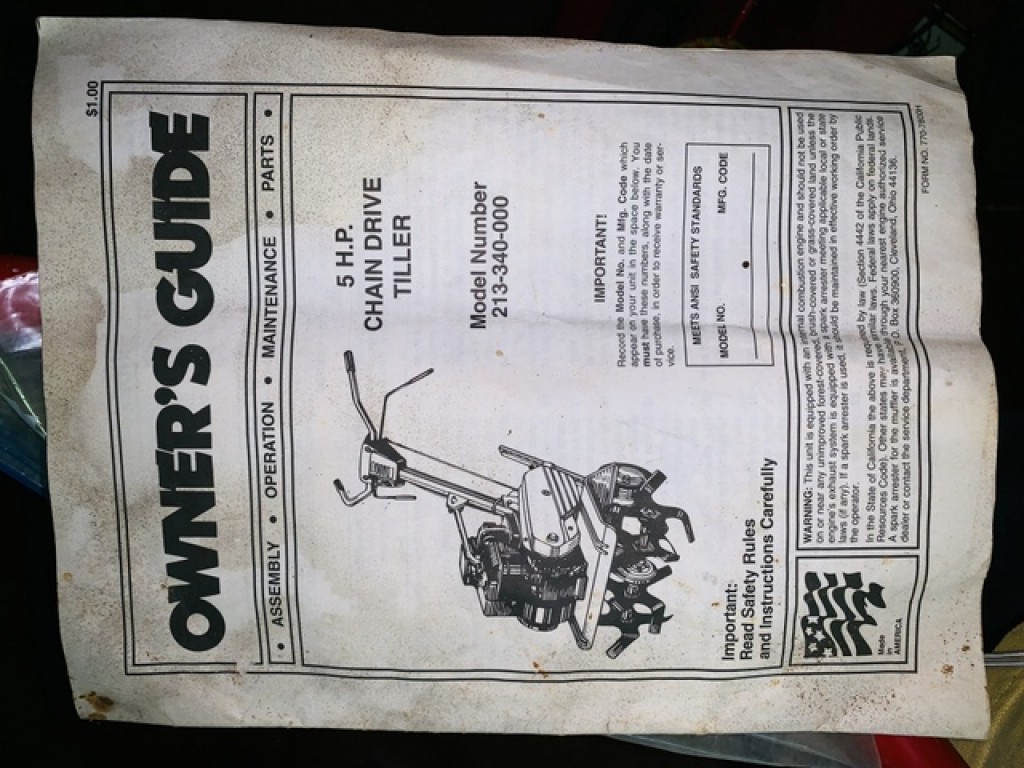 $1.00
OWNER'S GUIDE
• ASSEMBLY • OPERATION • MAINTENANCE • PARTS •
5 H.P.
CHAIN DRIVE
TILLER
Model Number
213-340-000
IMPORTANT!
Record the Model No. and Mfg. Code which
appear on your unit in the space below. You
must have these numbers, along with the date
of purchase, in order to receive warranty or ser-
vice.
MEETS ANSI SAFETY STANDARDS
MODEL NO. MFG. CODE
Important:
Read Safety Rules
and Instructions Carefully
Made
in
AMERICA
WARNING: This unit is equipped with an internal combustion engine and should not be used
on or near any unimproved forest-covered, brush-covered or grass-covered land unless the
engine's exhaust system is equipped with a spark arrester meeting applicable local or state
laws (if any). If a spark arrester is used, it should be maintained in effective working order by
the operator.
In the State of California the above is required by law (Section 4442 of the California Public
Resources Code). Other states may have similar laws. Federal laws apply on federal lands.
A spark arrester for the muffler is available through your nearest engine authorized service
dealer or contact the service department, P.O. Box 360900, Cleveland, Ohio 44136.
FORM NO.